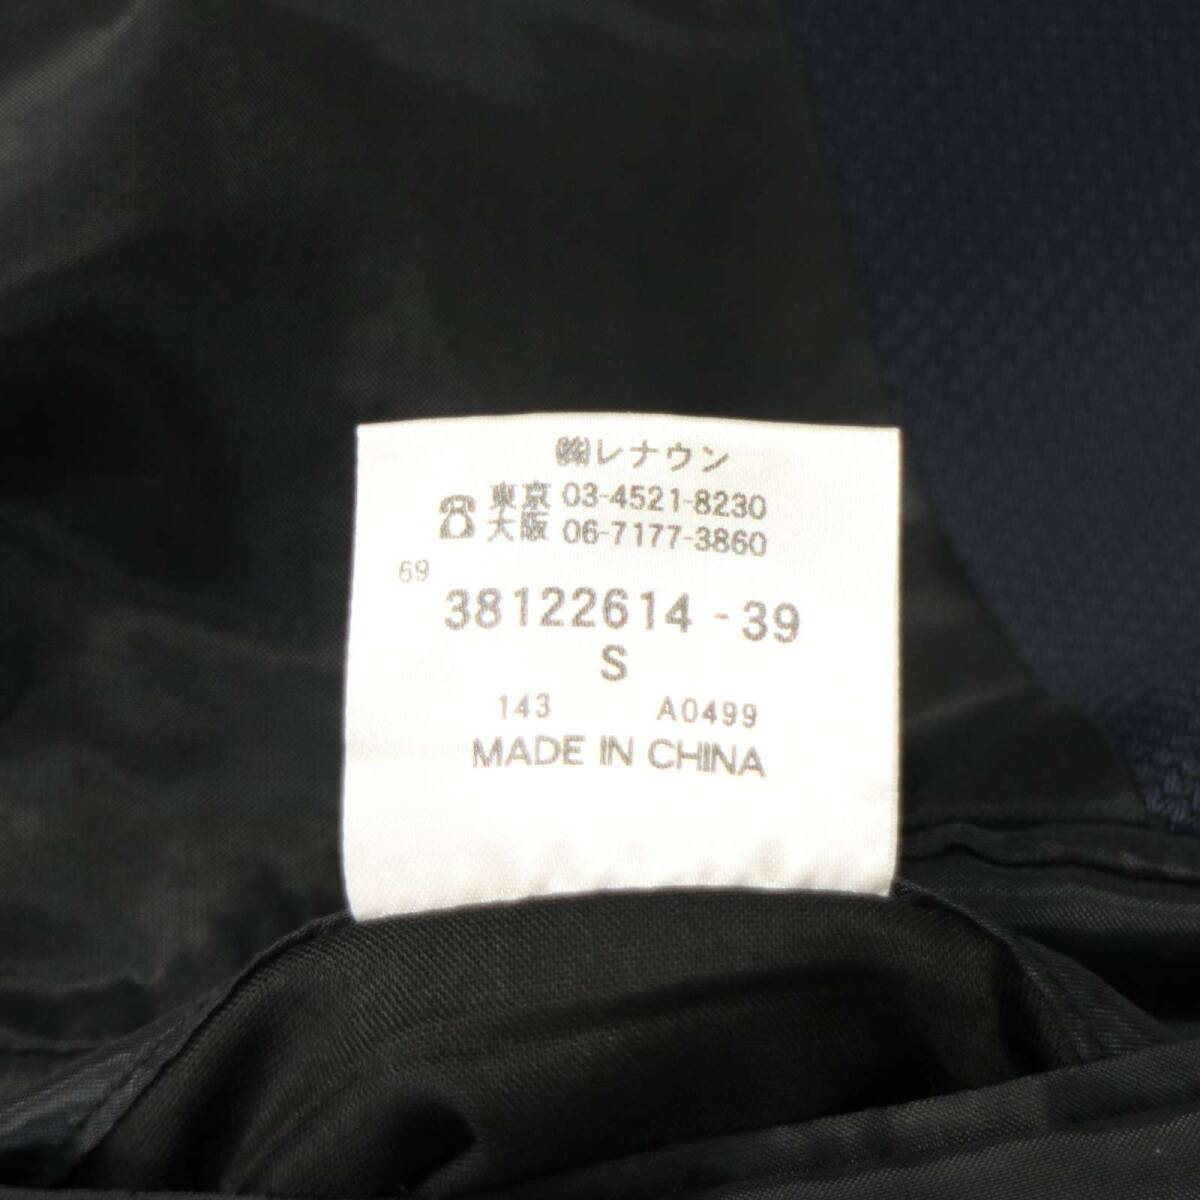 ㈱レナウン
☎ 東京 03-4521-8230
大阪 06-7177-3860
69
38122614-39
S
143 A0499
MADE IN CHINA